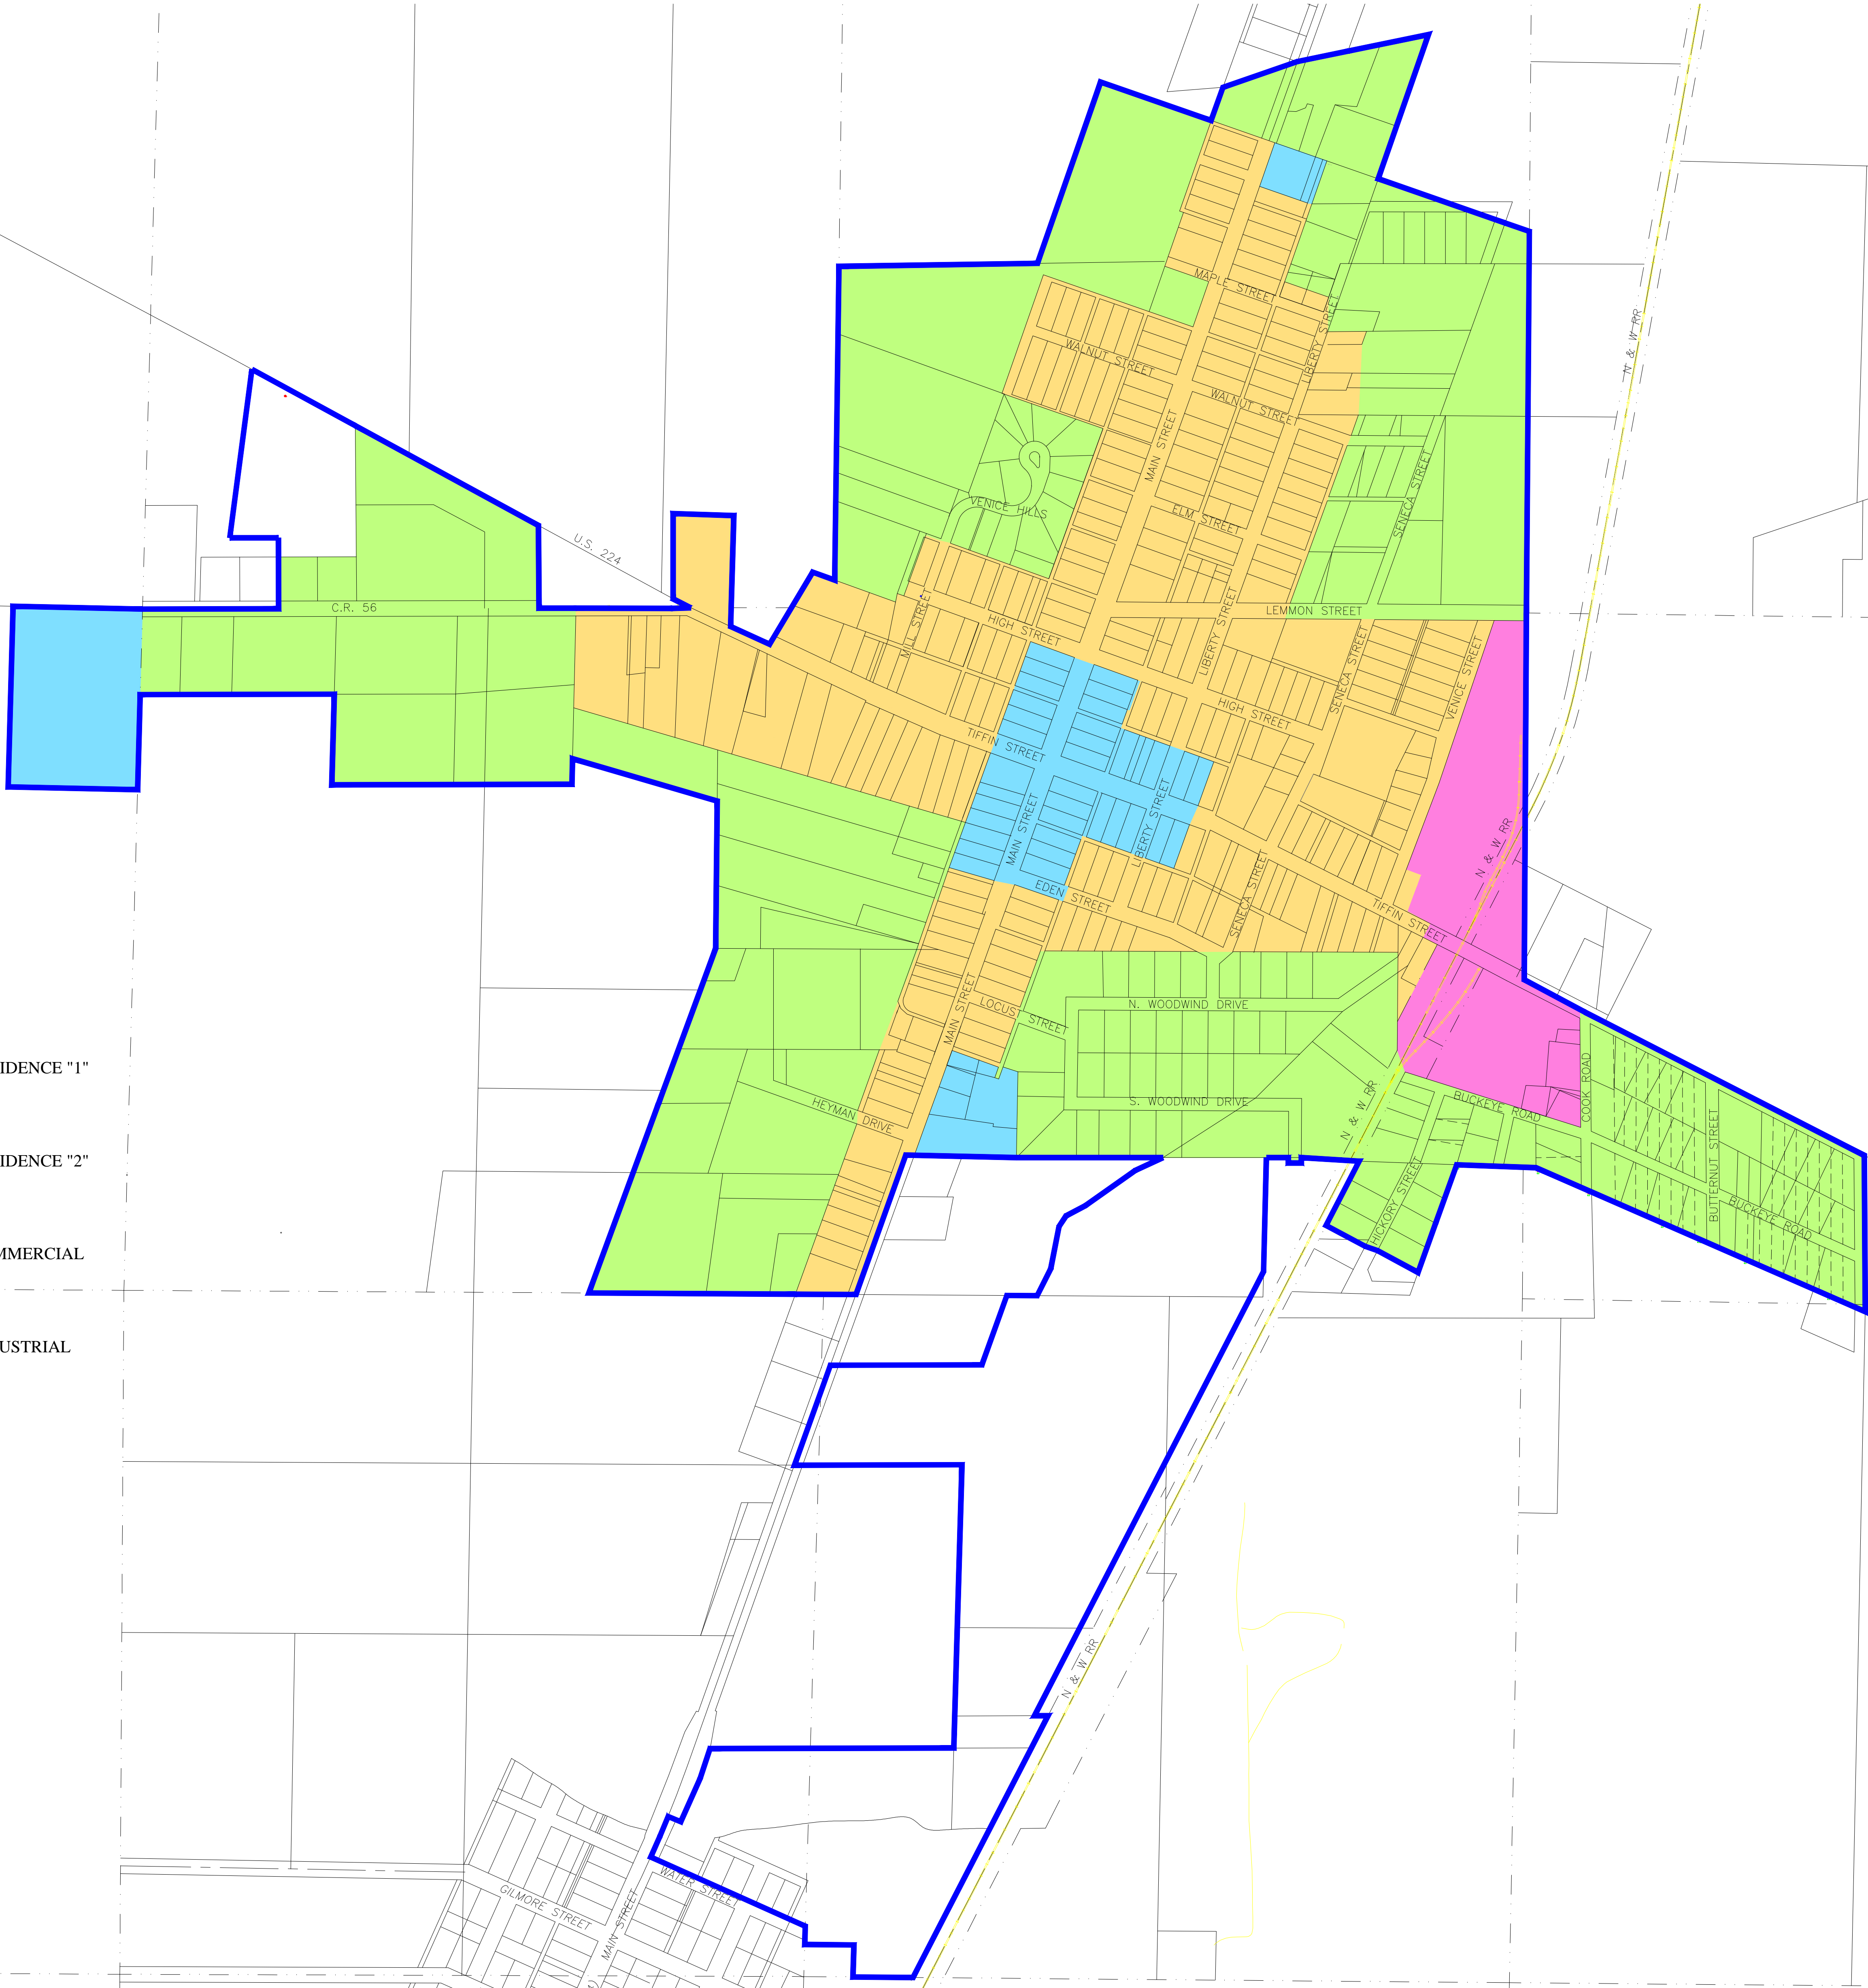 N & W RR
MAPLE STREET
LIBERTY STREET
WALNUT STREET
WALNUT STREET
MAIN STREET
SENECA STREET
VENICE HILLS
ELM STREET
U.S. 224
C.R. 56
LEMMON STREET
MILL STREET
HIGH STREET
LIBERTY STREET
SENECA STREET
VENICE STREET
HIGH STREET
TIFFIN STREET
LIBERTY STREET
MAIN STREET
N & W RR
EDEN STREET
SENECA STREET
TIFFIN STREET
MAIN STREET
LOCUST STREET
N. WOODWIND DRIVE
IDENCE "1"
COOK ROAD
HEYMAN DRIVE
S. WOODWIND DRIVE
N & W RR
BUCKEYE ROAD
IDENCE "2"
BUTTERNUT STREET
HICKORY STREET
BUCKEYE ROAD
MMERCIAL
USTRIAL
N & W RR
WATER STREET
GILMORE STREET
MAIN STREET